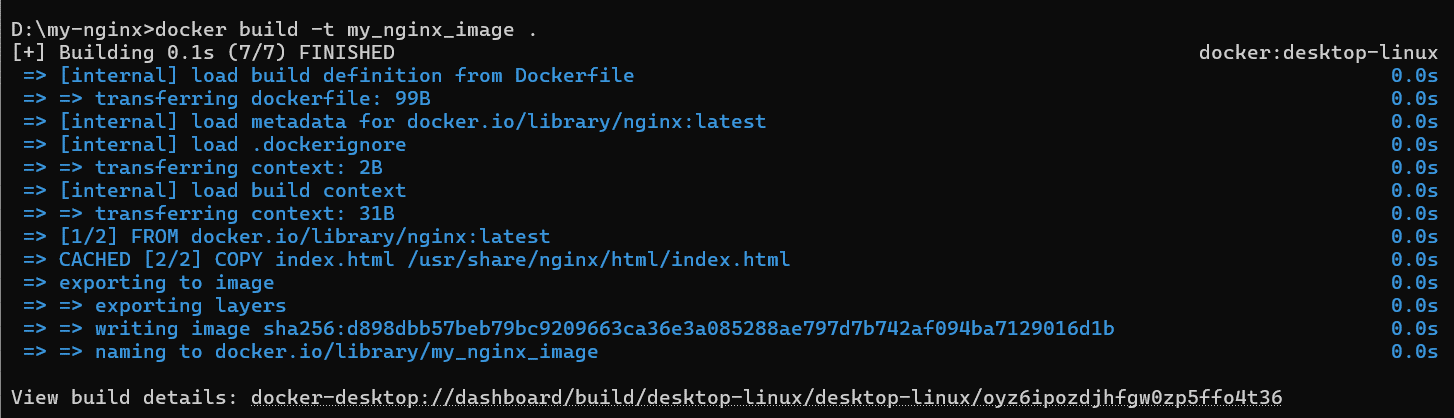 D:\my-nginx>docker build -t my_nginx_image .
[+] Building 0.1s (7/7) FINISHED docker:desktop-linux
=> [internal] load build definition from Dockerfile 0.0s
=> => transferring dockerfile: 99B 0.0s
=> [internal] load metadata for docker.io/library/nginx:latest 0.0s
=> [internal] load .dockerignore 0.0s
=> => transferring context: 2B 0.0s
=> [internal] load build context 0.0s
=> => transferring context: 31B 0.0s
=> [1/2] FROM docker.io/library/nginx:latest 0.0s
=> CACHED [2/2] COPY index.html /usr/share/nginx/html/index.html 0.0s
=> exporting to image 0.0s
=> => exporting layers 0.0s
=> => writing image sha256:d898dbb57beb79bc9209663ca36e3a085288ae797d7b742af094ba7129016d1b 0.0s
=> => naming to docker.io/library/my_nginx_image 0.0s
View build details: docker-desktop://dashboard/build/desktop-linux/desktop-linux/oyz6ipozdjhfgw0zp5ffo4t36